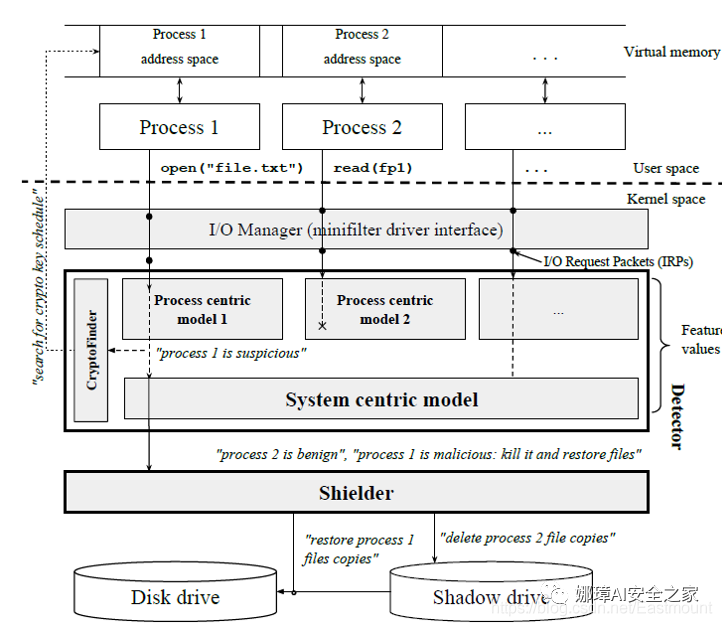 Process 1
address space
Process 2
address space
. . .
Virtual memory
Process 1
Process 2
...
open("file.txt")
read(fp1)
...
User space
Kernel space
"search for crypto key schedule"
I/O Manager (minifilter driver interface)
I/O Request Packets (IRPs)
CryptoFinder
Process centric
model 1
Process centric
model 2
...
Feature
values
"process 1 is suspicious"
System centric model
Detector
"process 2 is benign", "process 1 is malicious: kill it and restore files"
Shielder
"restore process 1
files copies"
"delete process 2 file copies"
Disk drive
Shadow drive
娜璋AI安全之家
https://blog.csdn.net/Eastmount